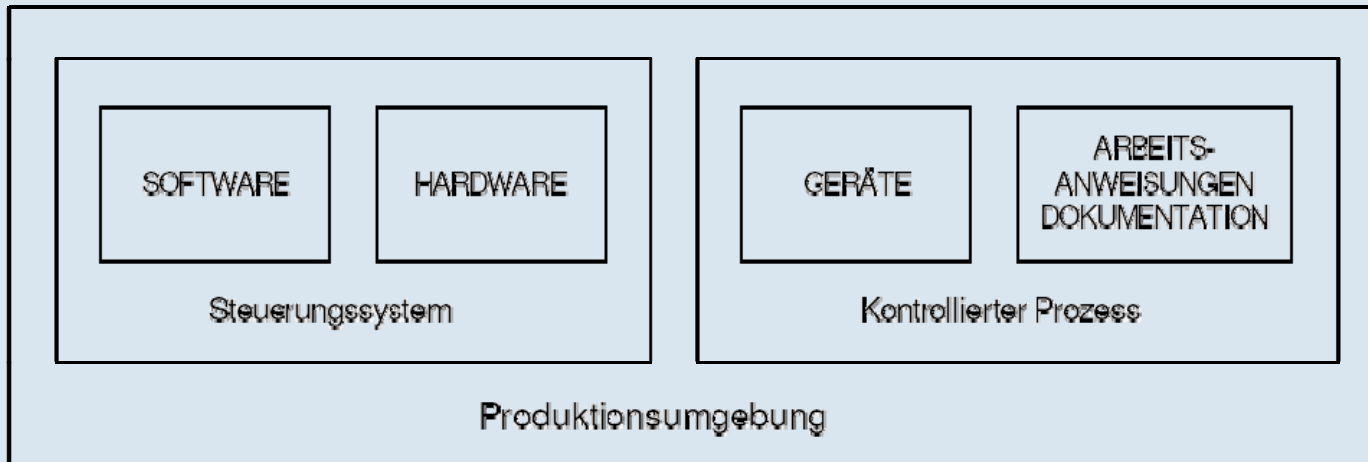 SOFTWARE
HARDWARE
GERÄTE
ARBEITS-
ANWEISUNGEN
DOKUMENTATION
Steuerungssystem
Kontrollierter Prozess
Produktionsumgebung